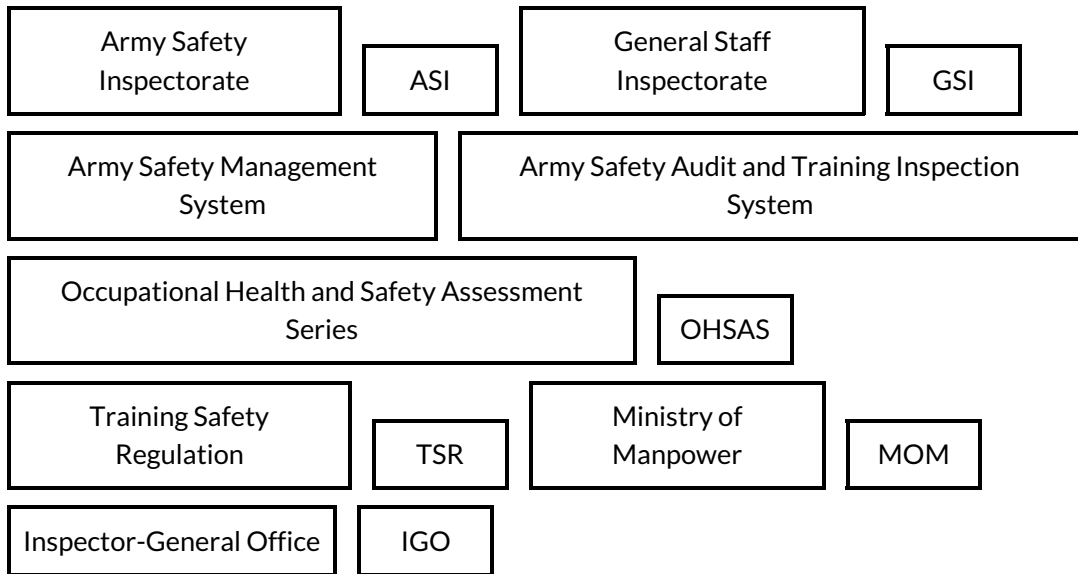 Army Safety
Inspectorate
ASI
General Staff
Inspectorate
GSI
Army Safety Management
System
Army Safety Audit and Training Inspection
System
Occupational Health and Safety Assessment
Series
OHSAS
Training Safety
Regulation
TSR
Ministry of
Manpower
MOM
Inspector-General Office
IGO